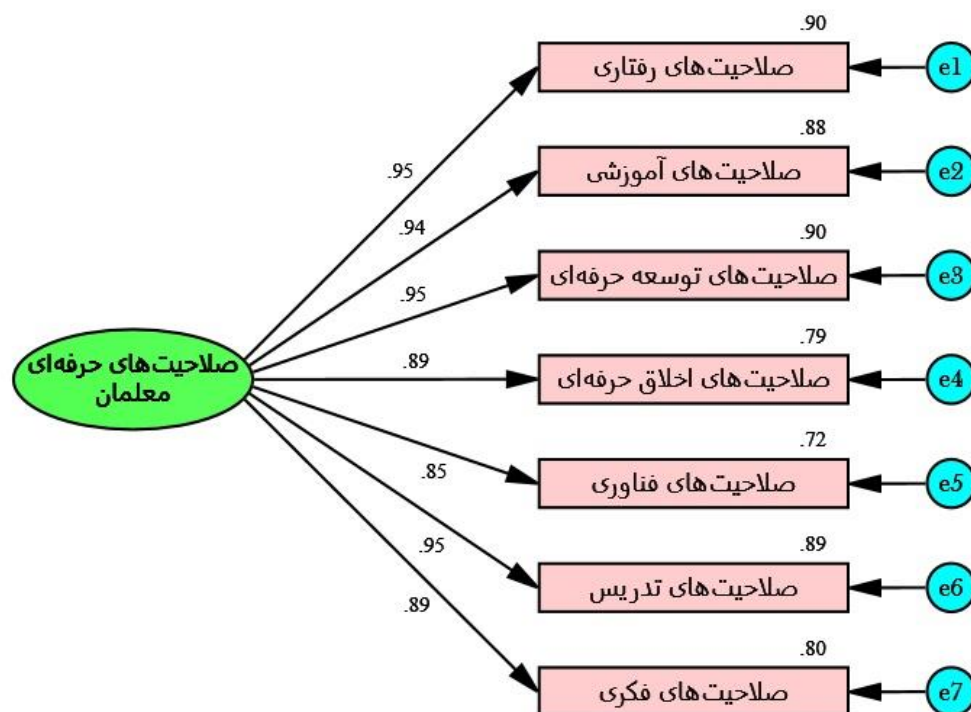 .90
صلاحیت‌های رفتاری
e1
.95
.88
صلاحیت‌های آموزشی
e2
.94
.90
صلاحیت‌های توسعه حرفه‌ای
e3
.95
.79
صلاحیت‌های اخلاق حرفه‌ای
e4
.89
صلاحیت‌های حرفه‌ای
معلمان
.72
صلاحیت‌های فناوری
e5
.85
.89
صلاحیت‌های تدریس
e6
.95
.80
صلاحیت‌های فکری
e7
.89